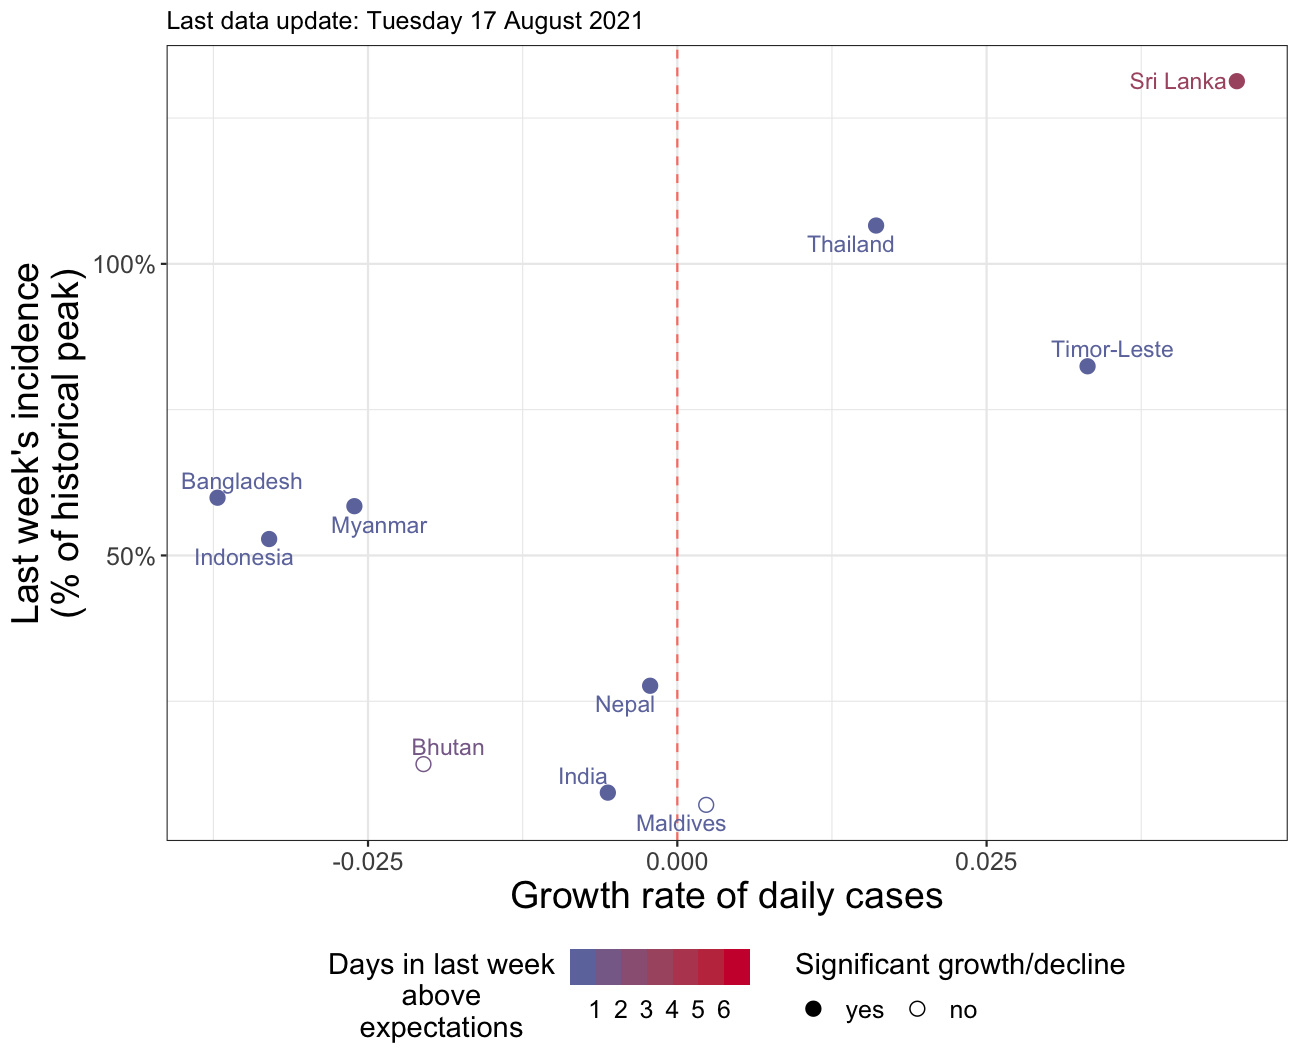 Last data update: Tuesday 17 August 2021
Sri Lanka
Thailand
100%
Timor-Leste
Last week's incidence
(% of historical peak)
Bangladesh
Myanmar
Indonesia
50%
Nepal
Bhutan
India
Maldives
-0.025 0.000 0.025
Growth rate of daily cases
Days in last week
above
expectations
1 2 3 4 5 6
Significant growth/decline
yes no